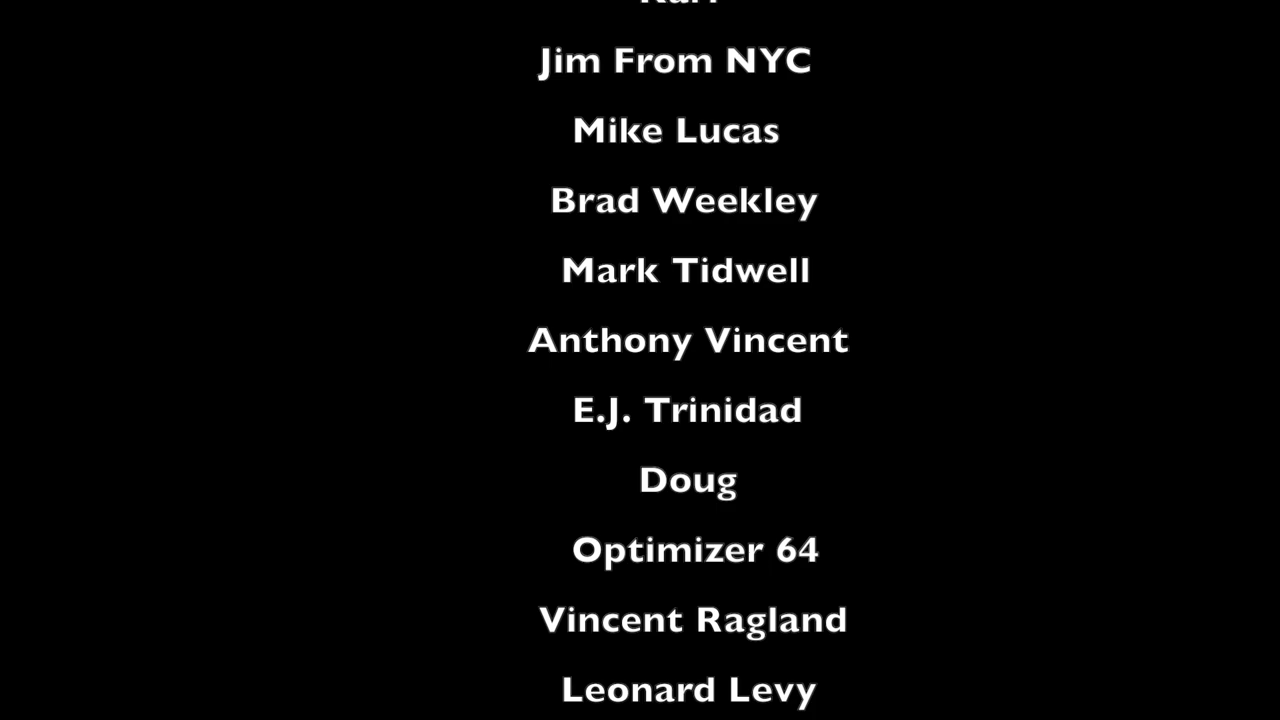 Jim From NYC
Mike Lucas
Brad Weekley
Mark Tidwell
Anthony Vincent
E.J. Trinidad
Doug
Optimizer 64
Vincent Ragland
Leonard Levy